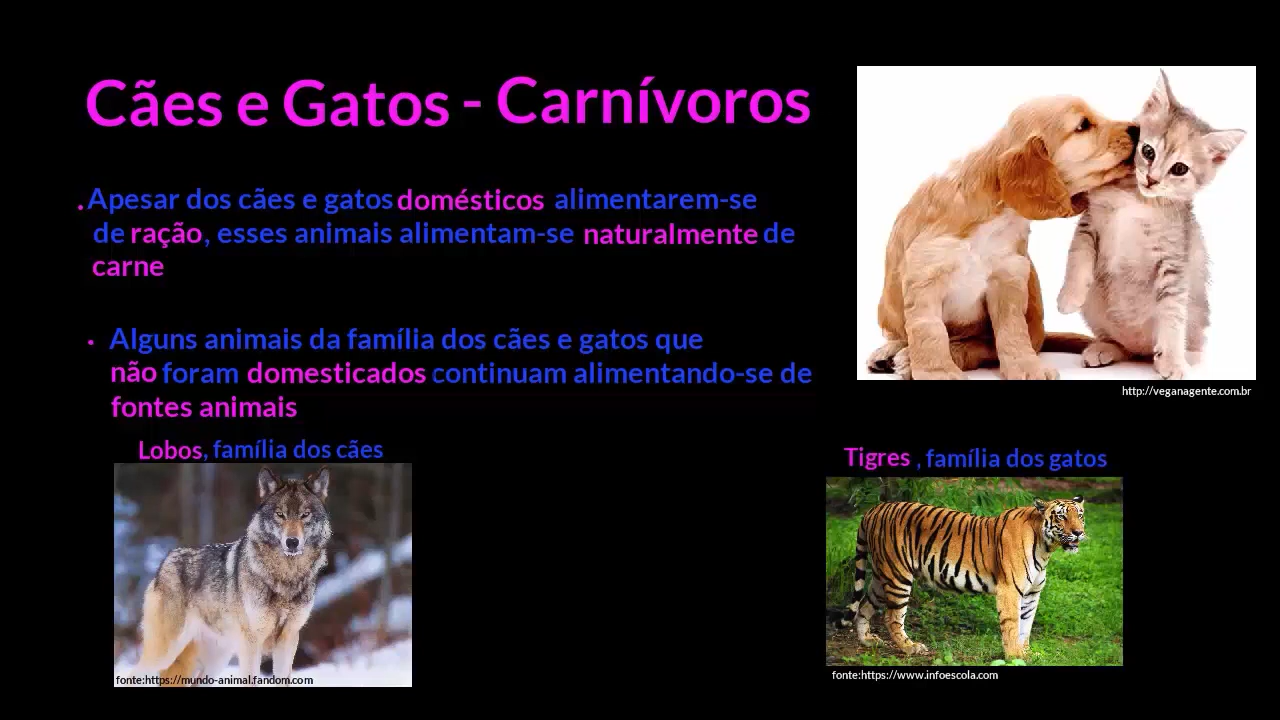 Cães e Gatos - Carnívoros
. Apesar dos cães e gatos domésticos alimentarem-se
de ração, esses animais alimentam-se naturalmente de
carne
http://veganagente.com.br
• Alguns animais da família dos cães e gatos que
não foram domesticados continuam alimentando-se de
fontes animais
Lobos, família dos cães
Tigres , família dos gatos
fonte:https://mundo-animal.fandom.com
fonte:https://www.infoescola.com